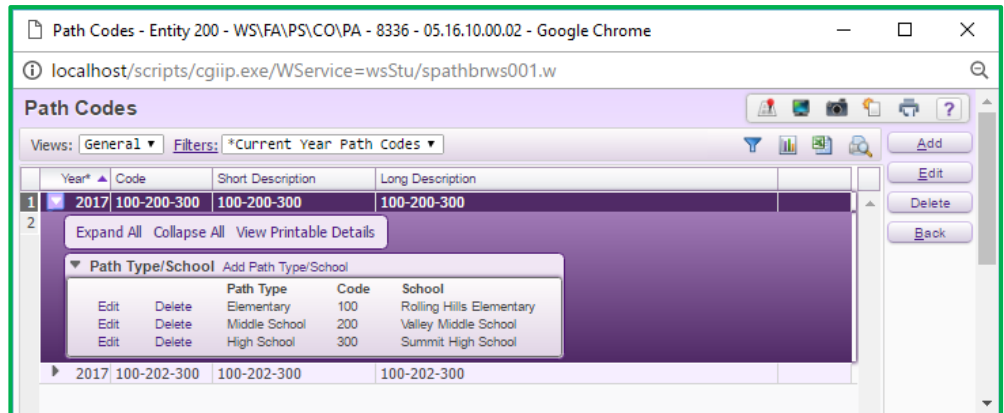 Path Codes - Entity 200 - WS\FA\PS\CO\PA - 8336 - 05.16.10.00.02 - Google Chrome
localhost/scripts/cgiip.exe/WService=wsStu/spathbrws001.w
Path Codes
?
Views: General Filters: *Current Year Path Codes
Add
Edit
Delete
Back
Year* Code Short Description Long Description
1 2017 100-200-300 100-200-300 100-200-300
2
Expand All Collapse All View Printable Details
Path Type/School Add Path Type/School
Path Type Code School
Edit Delete Elementary 100 Rolling Hills Elementary
Edit Delete Middle School 200 Valley Middle School
Edit Delete High School 300 Summit High School
2017 100-202-300 100-202-300 100-202-300